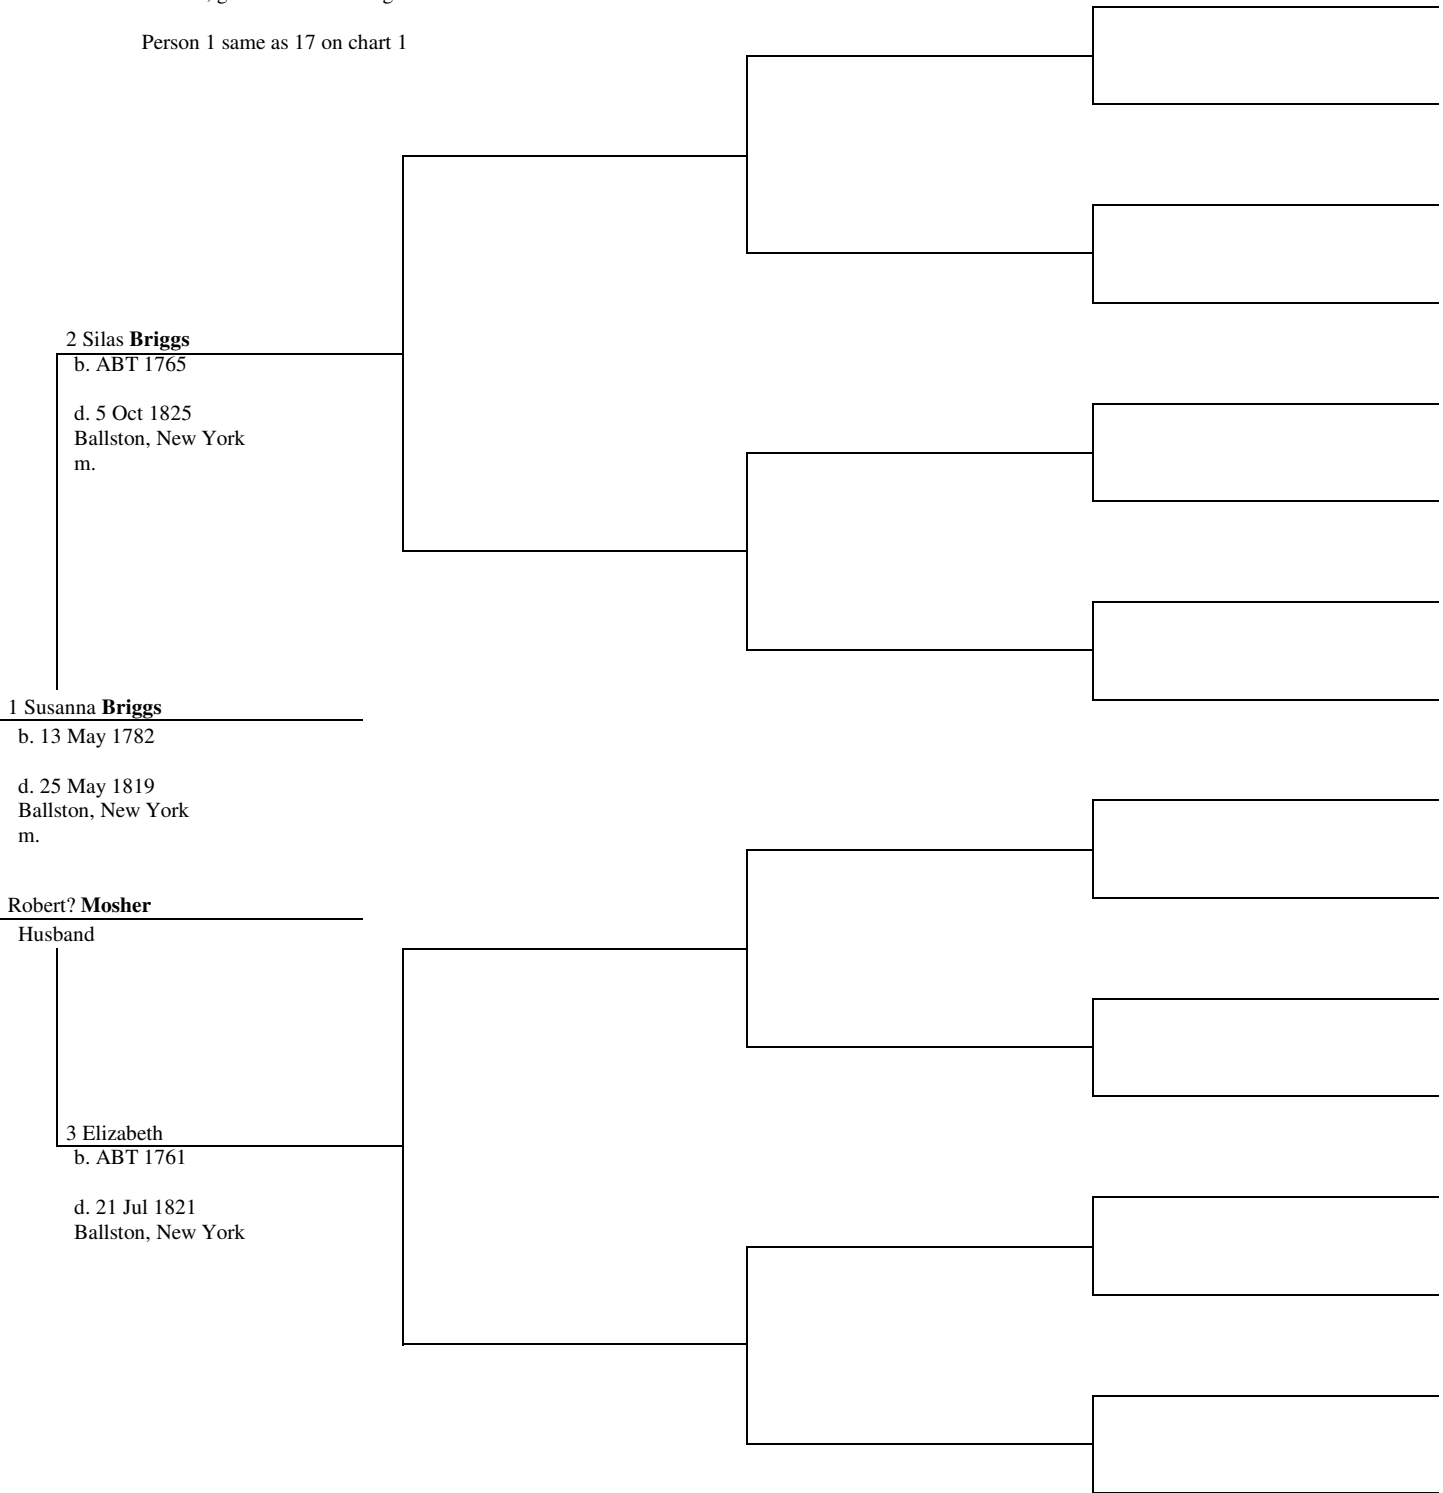 Person 1 same as 17 on chart 1
2 Silas Briggs
b. ABT 1765
d. 5 Oct 1825
Ballston, New York
m.
1 Susanna Briggs
b. 13 May 1782
d. 25 May 1819
Ballston, New York
m.
Robert? Mosher
Husband
3 Elizabeth
b. ABT 1761
d. 21 Jul 1821
Ballston, New York